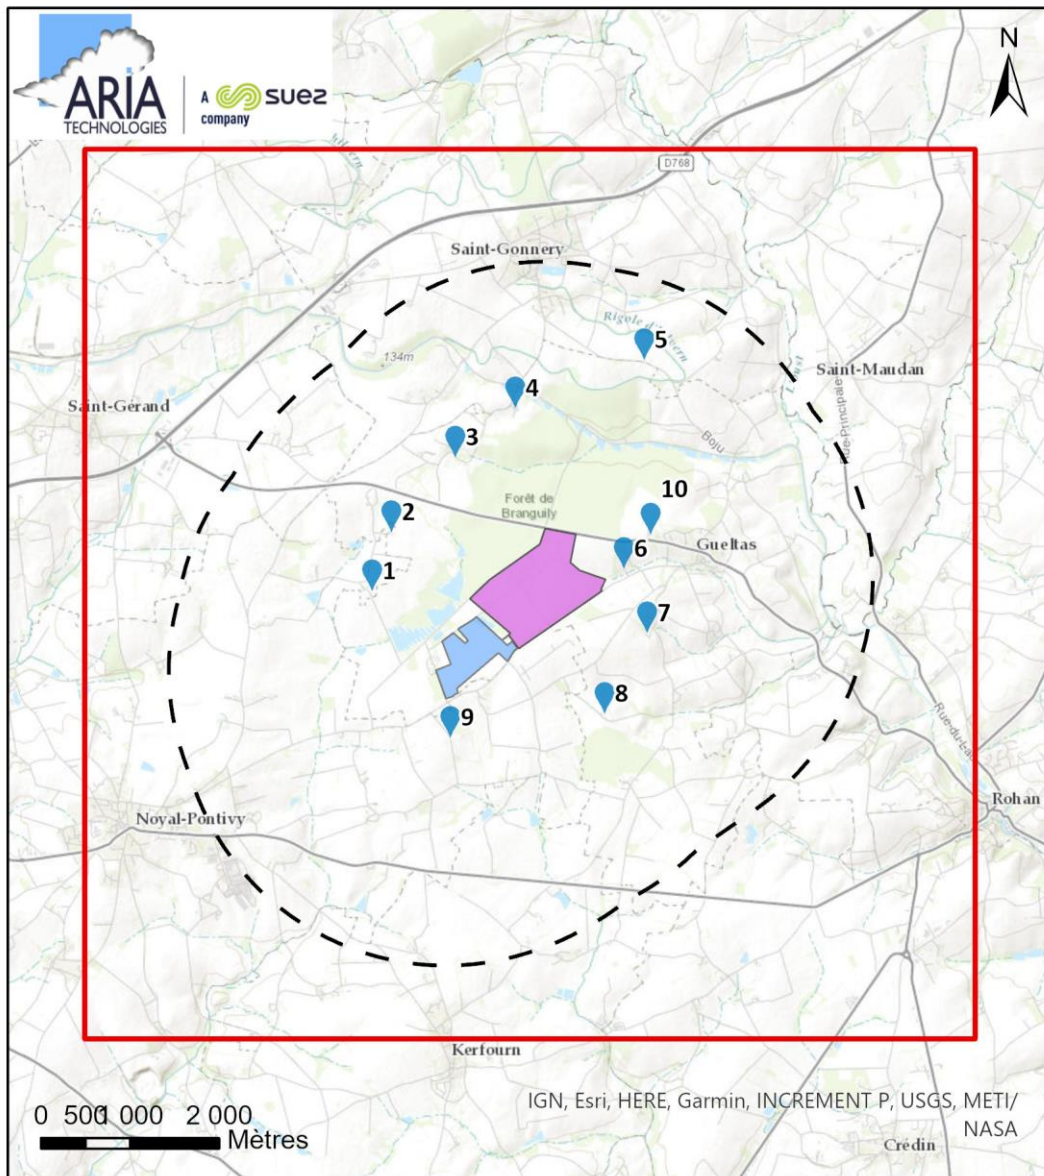 ARIA
TECHNOLOGIES
A
company
suez
N
D768
Saint-Gonnery
Rigole d'
vern
5
134m
4
Saint-Maudan
Saint-Gérand
3
Boju
Rue Principale
Forêt de
Branguily
10
2
6
Gueltas
1
7
8
9
Rue du Lac
Noyal-Pontivy
Rohan
Kerfourn
0 500 1 000 2 000
Mètres
IGN, Esri, HERE, Garmin, INCREMENT P, USGS, METI/
NASA
Crédin